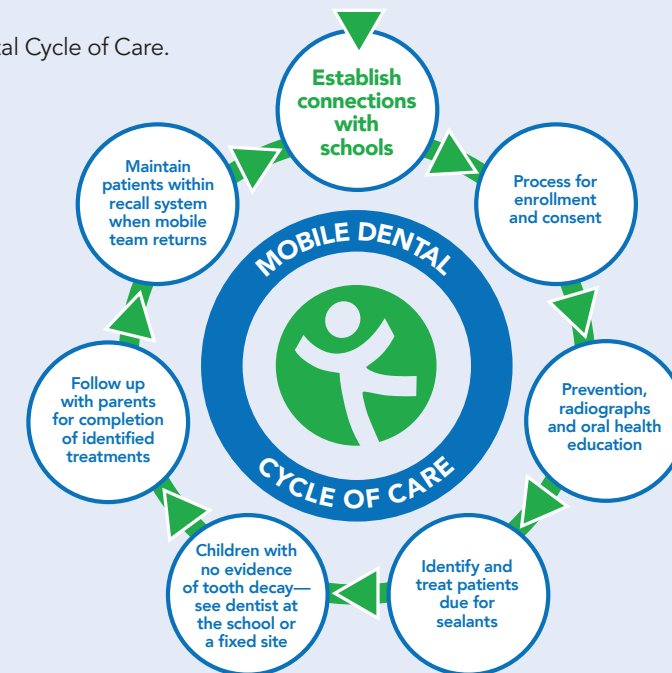 tal Cycle of Care.
Establish
connections
with
schools
Process for
enrollment
and consent
Prevention,
radiographs
and oral health
education
Identify and
treat patients
due for
sealants
Children with
no evidence
of tooth decay—
see dentist at
the school or
a fixed site
Follow up
with parents
for completion
of identified
treatments
Maintain
patients within
recall system
when mobile
team returns
MOBILE DENTAL
CYCLE OF CARE